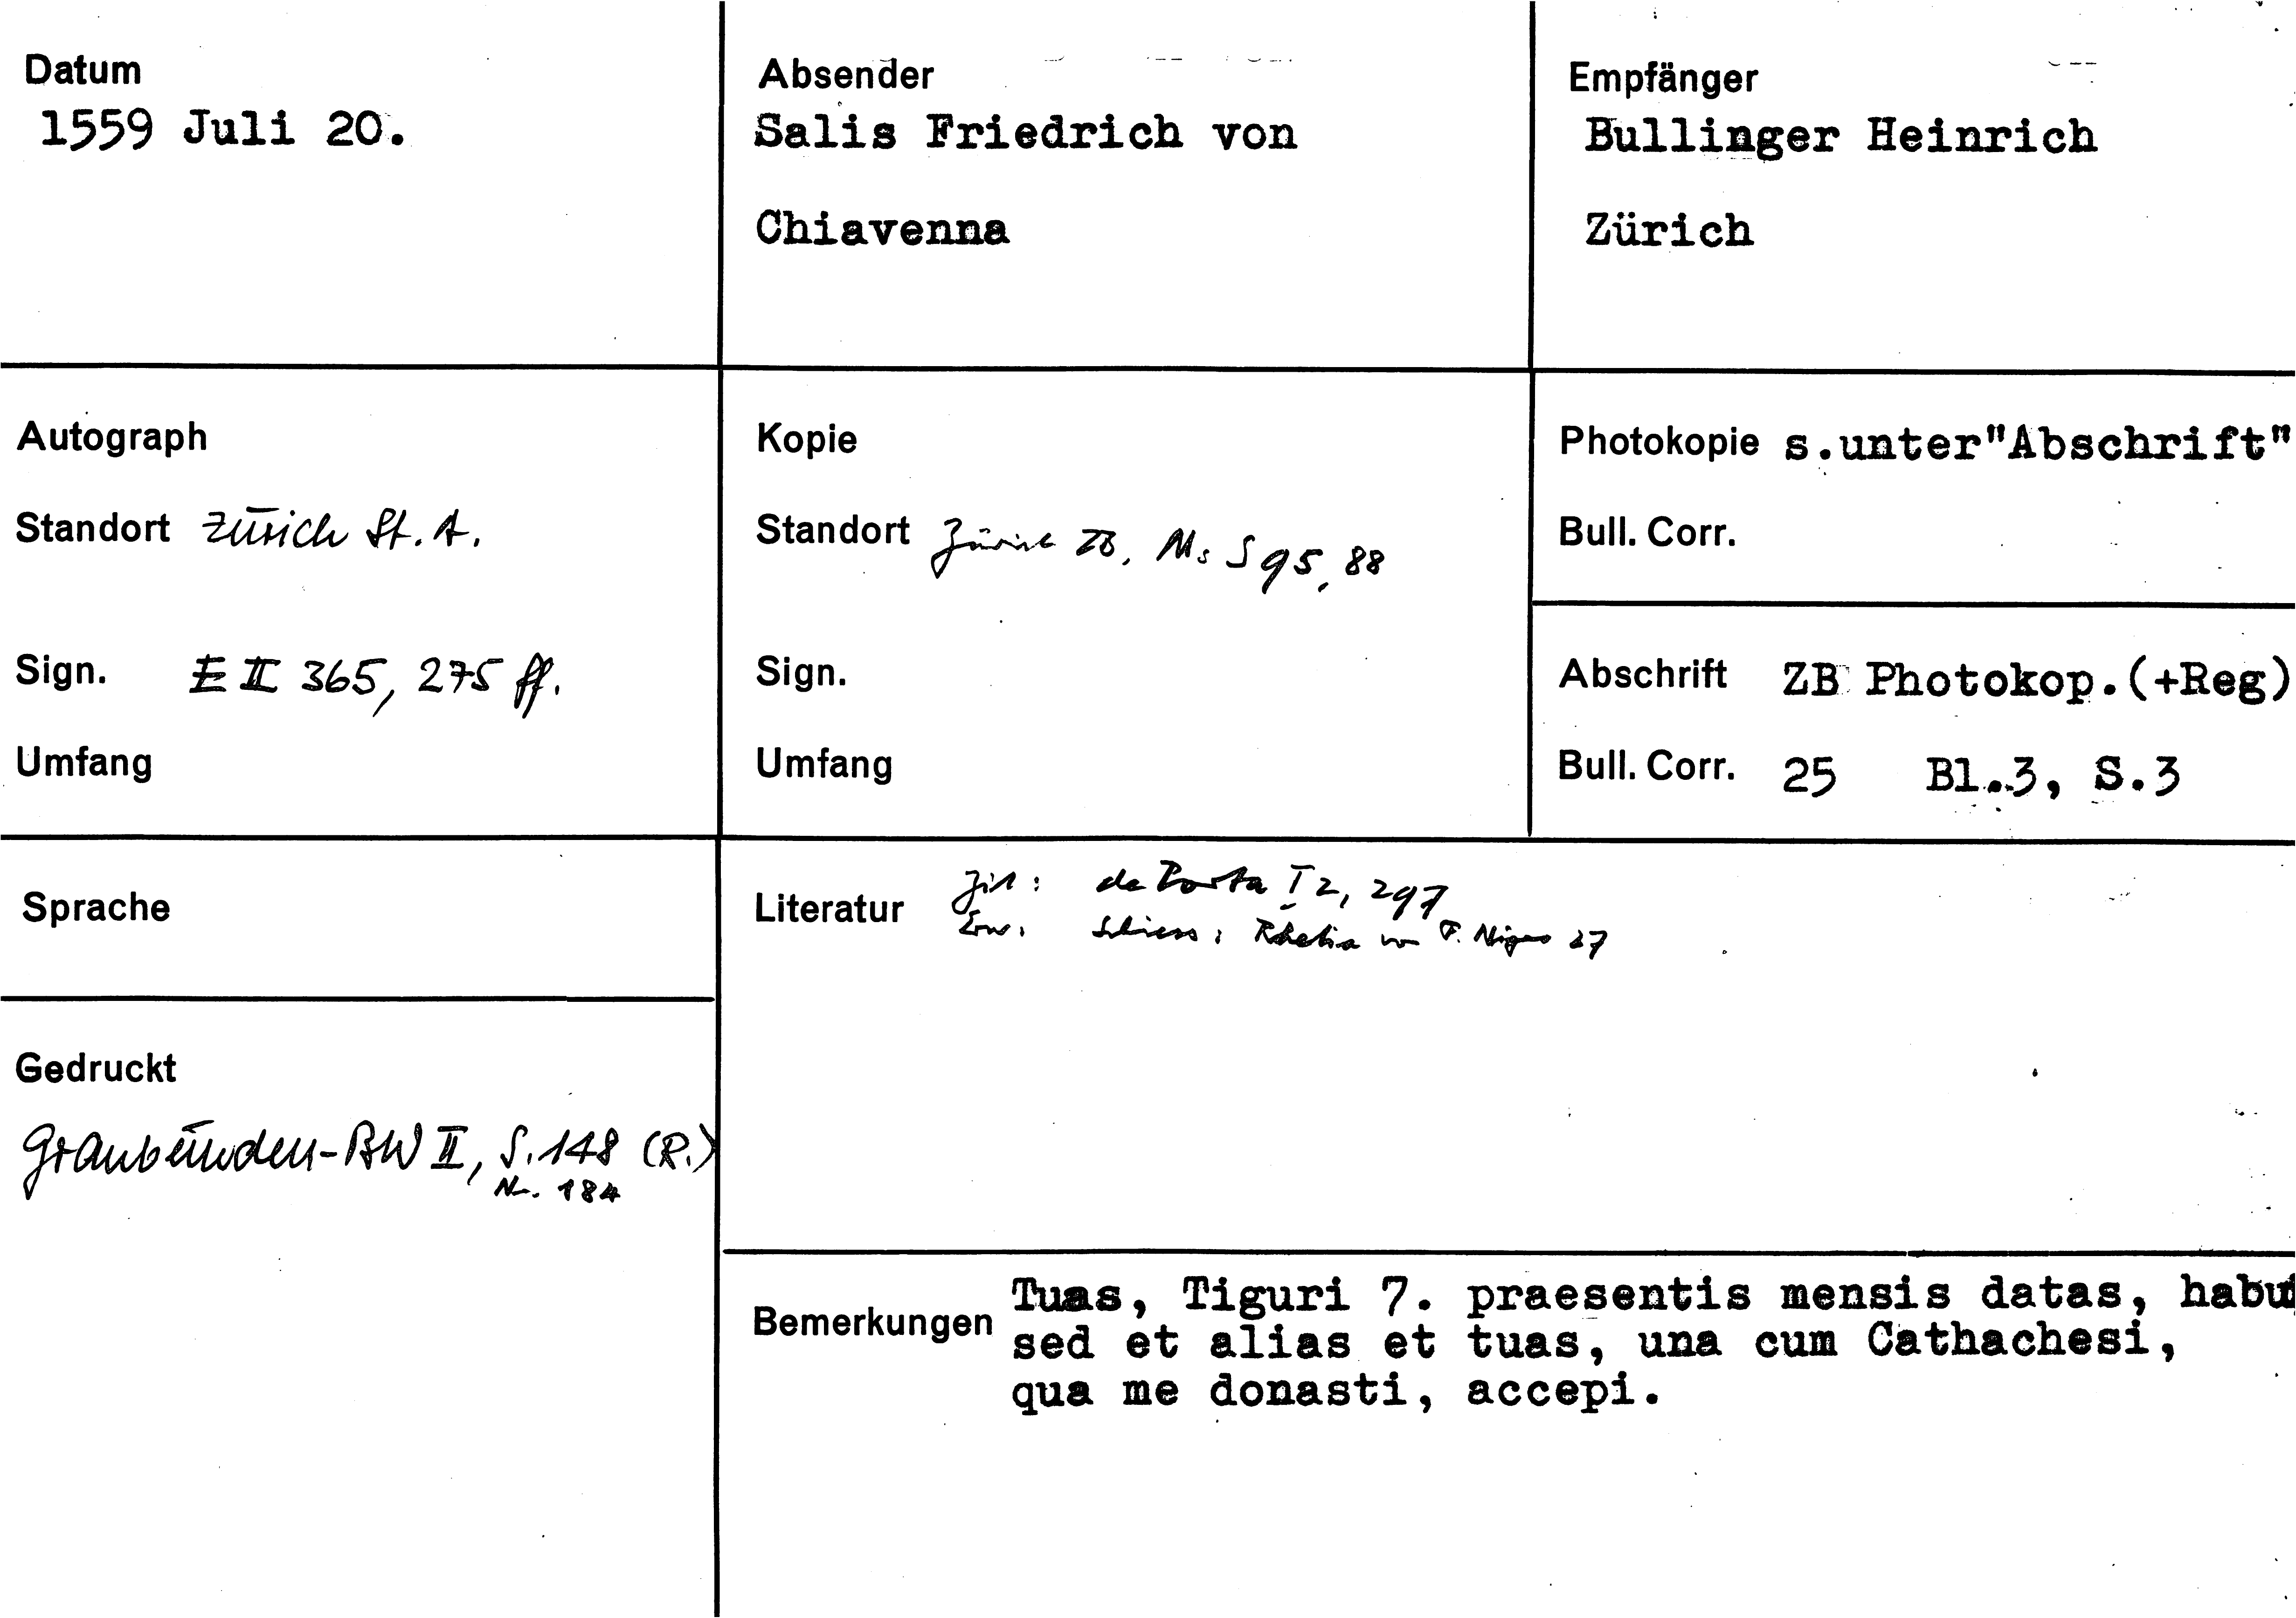 Datum
1559 Juli 20.
Absender
Salis Friedrich von
Chiavenna
Empfänger
Bullinger Heinrich
Zürich
Autograph
Standort Zürich St. A.
Sign. E II 365, 275 ff.
Umfang
Kopie
Standort Zürich ZB, Ms S 95, 88
Sign.
Umfang
Photokopie s.unter"Abschrift"
Bull. Corr.
Abschrift ZB Photokop.(+Reg)
Bull. Corr. 25 Bl.3, S.3
Sprache
Gedruckt
Graubünden-BW II, S. 148 (R.)
Nr. 184
Literatur
Zit: de Porta I 2, 297
Erw. Schiess: Rhetia von F. Niger 27
Bemerkungen
Tuas, Tiguri 7. praesentis mensis datas, habui
sed et alias et tuas, una cum Cathachesi,
qua me donasti, accepi.